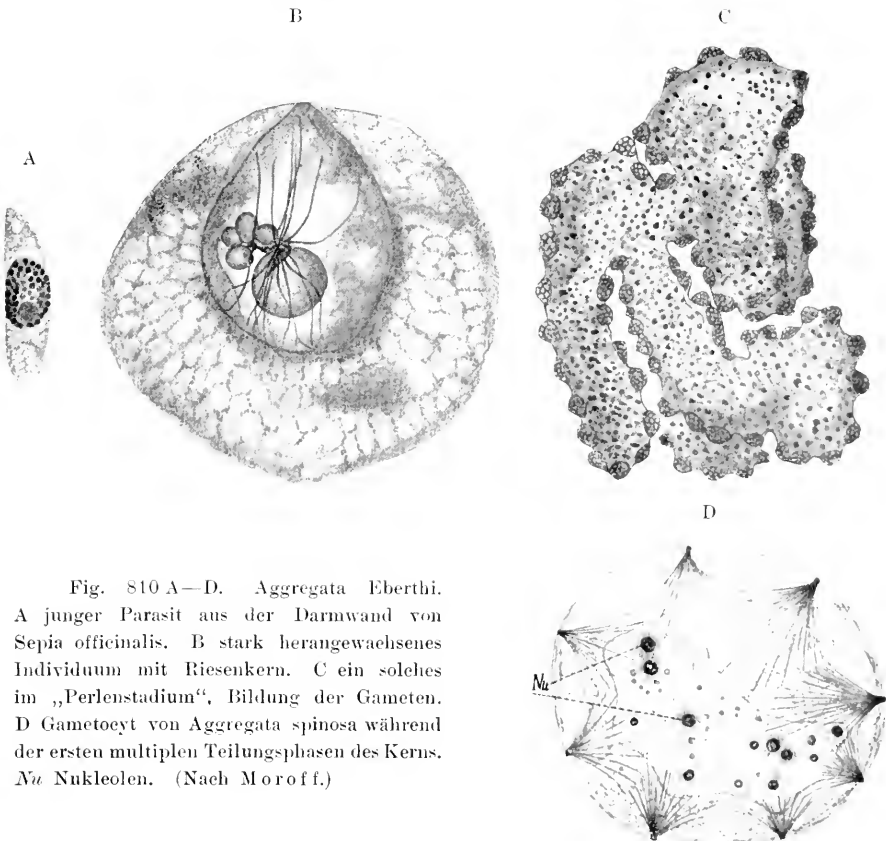 B
C
A
D
Fig. 810 A—D. Aggregata Eberthi.
A junger Parasit aus der Darmwand von
Sepia officinalis. B stark herangewachsenes
Individuum mit Riesenkern. C ein solches
im „Perlenstadium“, Bildung der Gameten.
D Gametocyt von Aggregata spinosa während
der ersten multiplen Teilungsphasen des Kerns.
Nu Nukleolen. (Nach Moroff.)
Nu